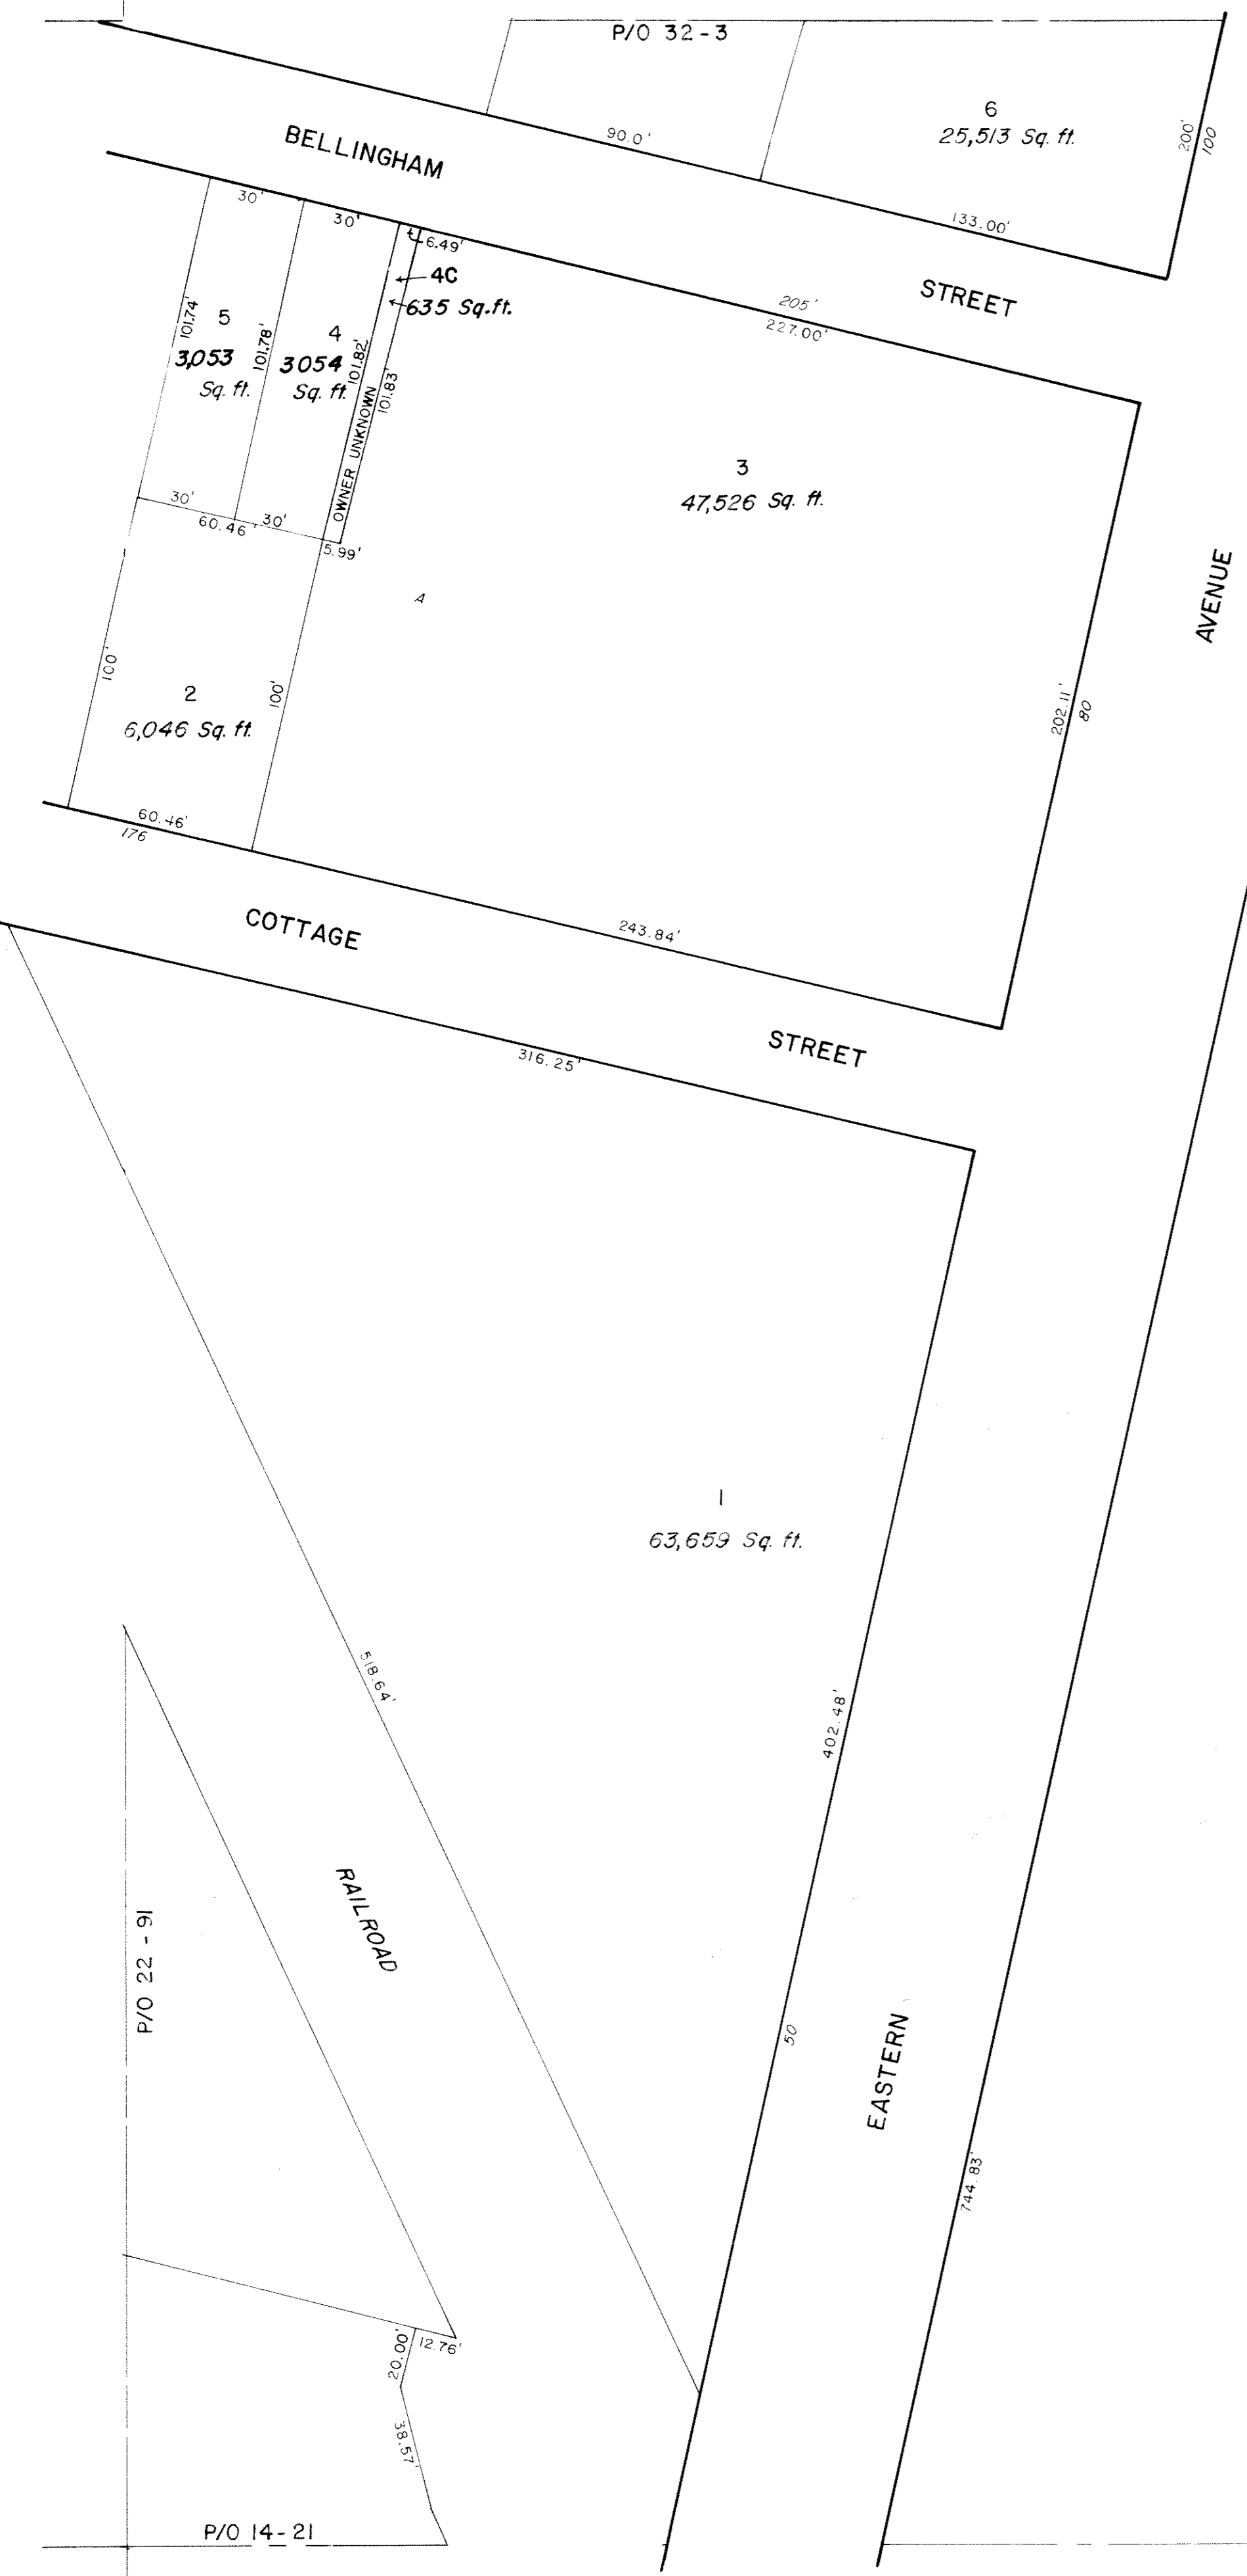 P/O 32-3
6
25,513 Sq. ft.
200'
100
90.0'
133.00'
BELLINGHAM
STREET
30'
30'
6.49'
4C
635 Sq.ft.
205'
227.00'
101.74'
5
3,053
Sq. ft.
101.78'
4
3054
Sq. ft.
101.82'
101.83'
OWNER UNKNOWN
3
47,526 Sq. ft.
30'
60.46'
30'
5.99'
A
AVENUE
100'
2
6,046 Sq. ft.
100'
202.11'
80
60.46'
176
COTTAGE
243.84'
STREET
316.25'
1
63,659 Sq. ft.
518.64'
402.48'
RAILROAD
P/O 22-91
50
EASTERN
744.83'
20.00'
12.76'
38.57'
P/O 14-21